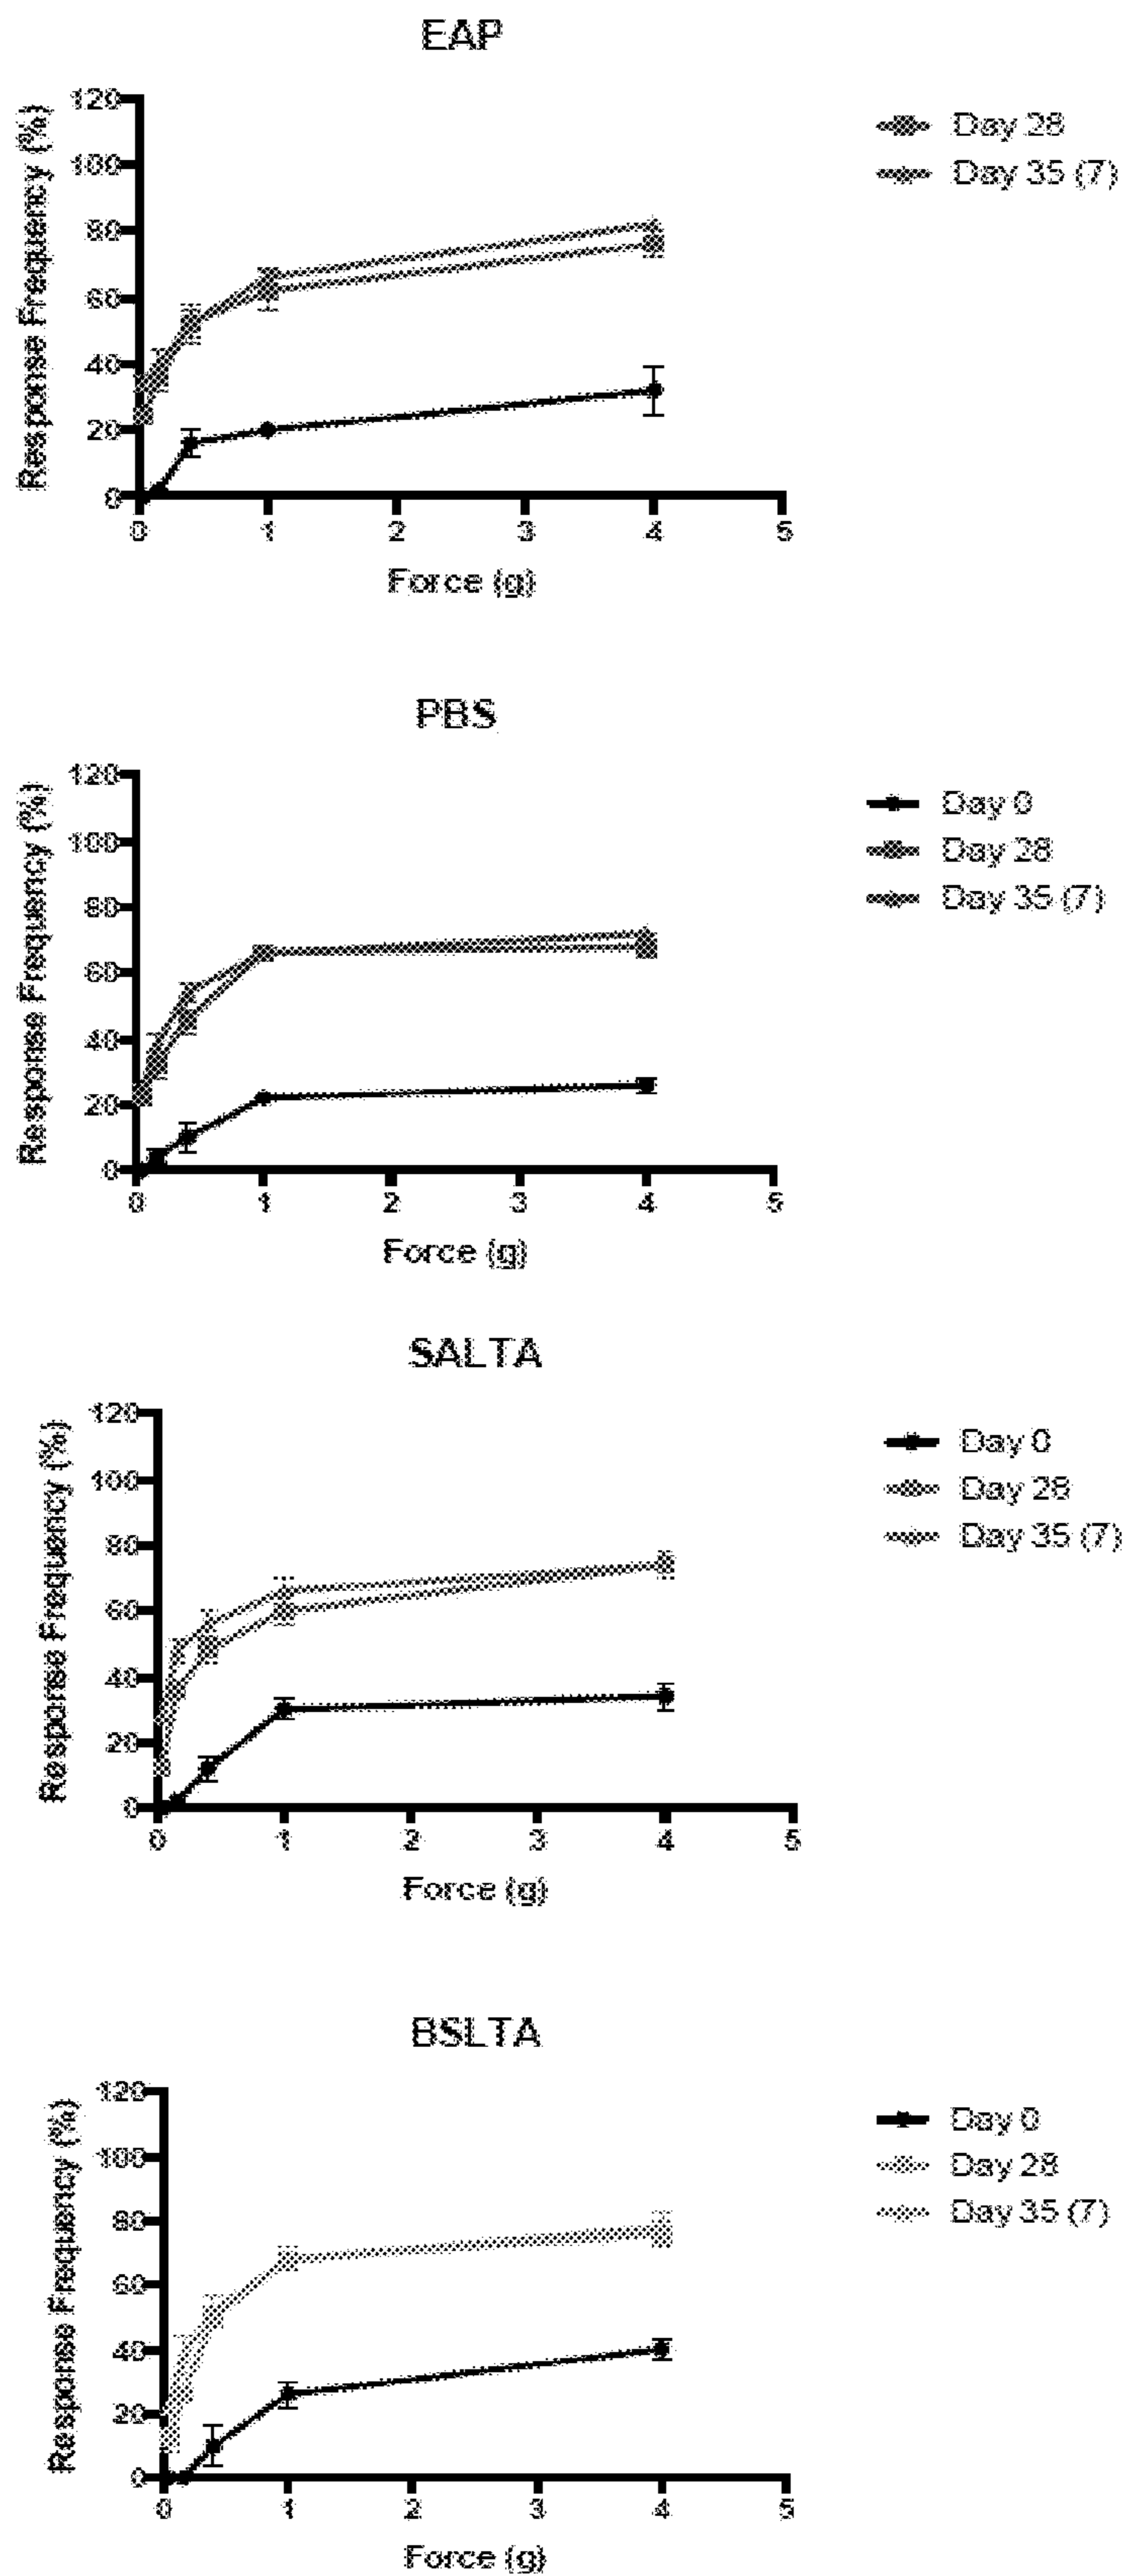 EAP
Response Frequency (%)
120
100
80
60
40
20
0
0 1 2 3 4 5
Force (g)
Day 28
Day 35 (7)
PBS
Response Frequency (%)
120
100
80
60
40
20
0
0 1 2 3 4 5
Force (g)
Day 0
Day 28
Day 35 (7)
SALTA
Response Frequency (%)
120
100
80
60
40
20
0
0 1 2 3 4 5
Force (g)
Day 0
Day 28
Day 35 (7)
BSLTA
Response Frequency (%)
120
100
80
60
40
20
0
0 1 2 3 4 5
Force (g)
Day 0
Day 28
Day 35 (7)